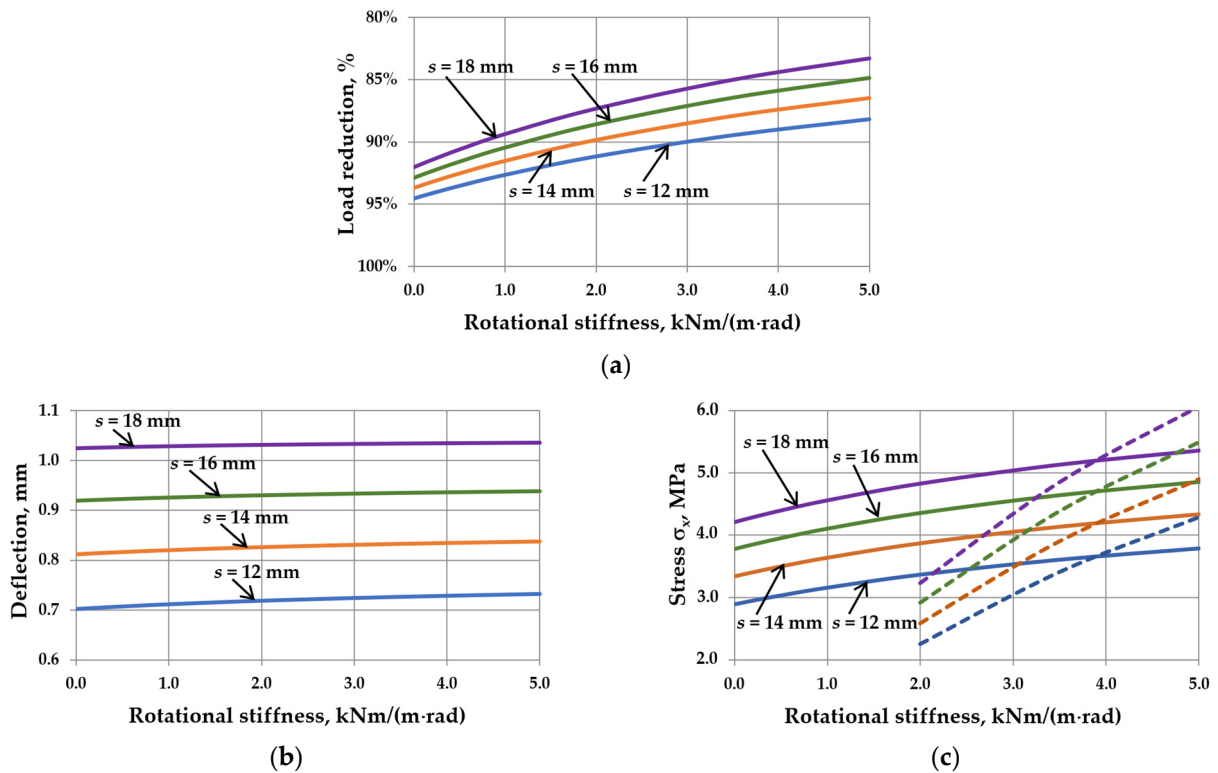 80%
85%
90%
95%
100%
Load reduction, %
s = 18 mm
s = 16 mm
s = 14 mm
s = 12 mm
0.0 1.0 2.0 3.0 4.0 5.0
Rotational stiffness, kNm/(m·rad)
(a)
1.1
1.0
0.9
0.8
0.7
0.6
Deflection, mm
s = 18 mm
s = 16 mm
s = 14 mm
s = 12 mm
0.0 1.0 2.0 3.0 4.0 5.0
Rotational stiffness, kNm/(m·rad)
(b)
6.0
5.0
4.0
3.0
2.0
Stress σx, MPa
s = 18 mm
s = 16 mm
s = 14 mm
s = 12 mm
0.0 1.0 2.0 3.0 4.0 5.0
Rotational stiffness, kNm/(m·rad)
(c)